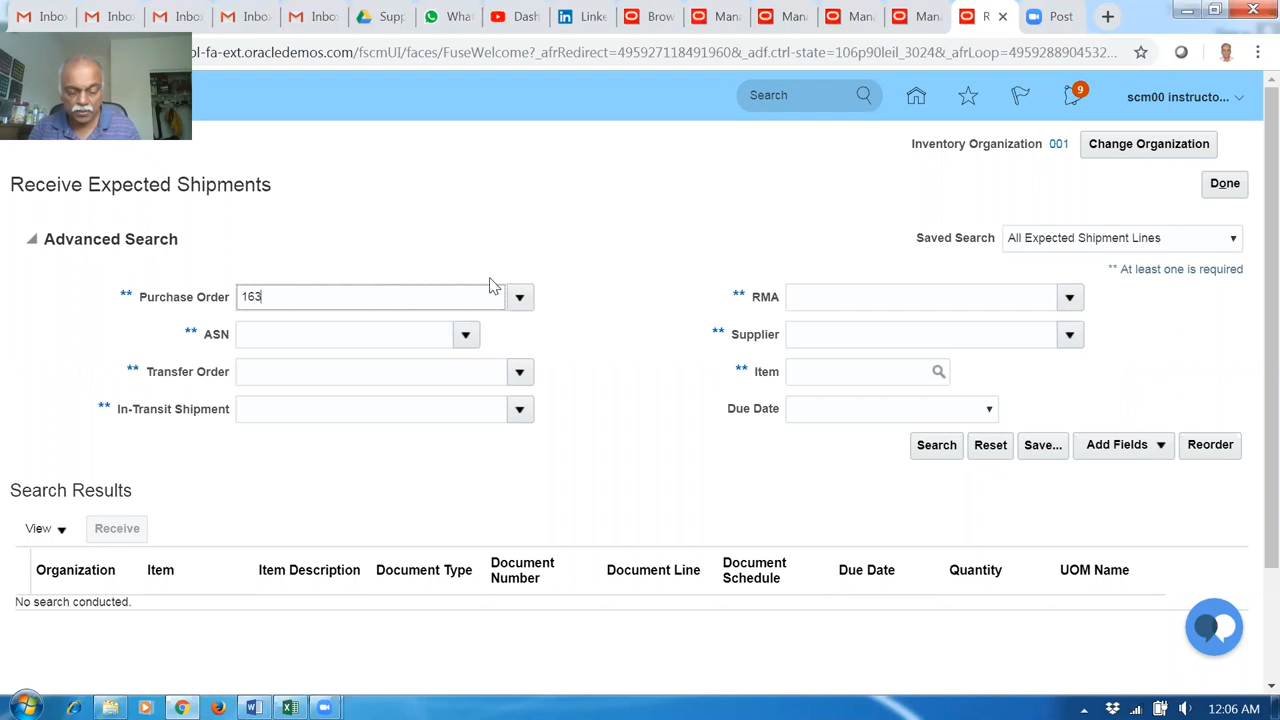 Inbo Inbo Inbo Inbo Inbo Supp What Dash Linke Brow Man Mana Mana Man R Post
ol-fa-ext.oracledemos.com/fscmUI/faces/FuseWelcome?_afrRedirect=4959271184919​60&_adf.ctrl-state=106p90leil_3024&_afrLoop=4959288904532...
Search 9 scm00 instructo...
Inventory Organization 001 Change Organization
Receive Expected Shipments Done
Advanced Search Saved Search All Expected Shipment Lines
** At least one is required
** Purchase Order 163 ** RMA
** ASN ** Supplier
** Transfer Order ** Item
** In-Transit Shipment Due Date
Search Reset Save... Add Fields Reorder
Search Results
View Receive
Organization Item Item Description Document Type Document Number Document Line Document Schedule Due Date Quantity UOM Name
No search conducted.
12:06 AM